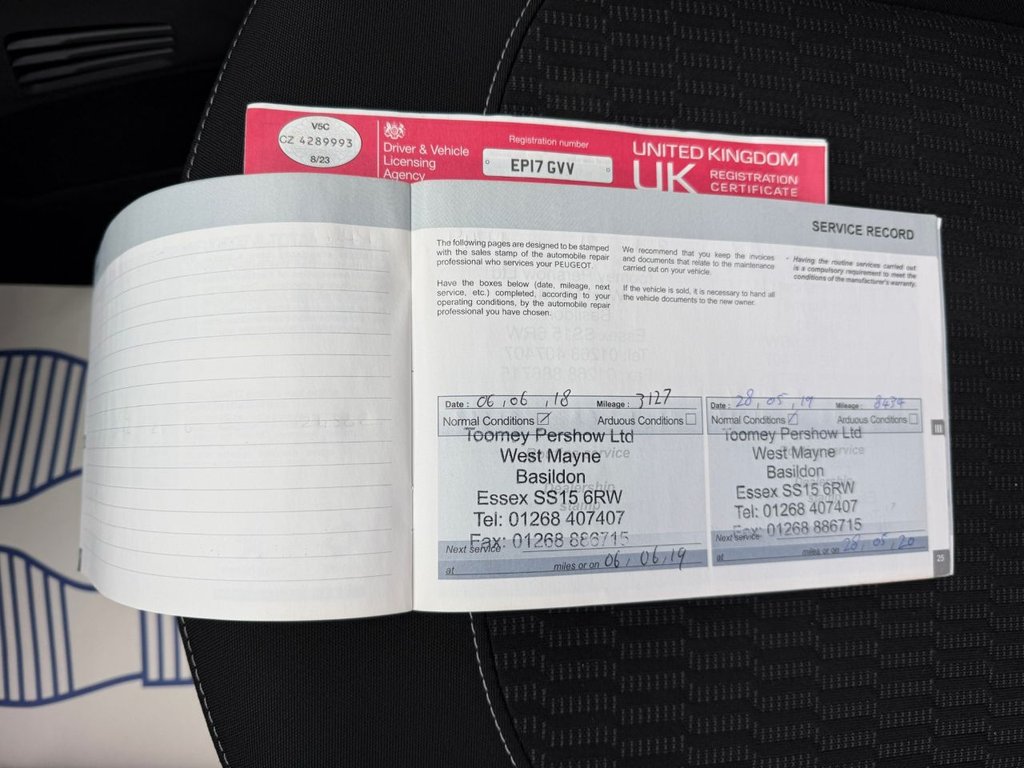 V5C
CZ 4289993
8/23
Driver & Vehicle
Licensing
Agency
Registration number
EP17 GVV
UNITED KINGDOM
UK REGISTRATION
CERTIFICATE
SERVICE RECORD
The following pages are designed to be stamped
with the sales stamp of the automobile repair
professional who services your PEUGEOT.
Have the boxes below (date, mileage, next
service, etc.) completed, according to your
operating conditions, by the automobile repair
professional you have chosen.
We recommend that you keep the invoices
and documents that relate to the maintenance
carried out on your vehicle.
If the vehicle is sold, it is necessary to hand all
the vehicle documents to the new owner.
* Having the routine services carried out
is a compulsory requirement to meet the
conditions of the manufacturer's warranty.
Date : 06, 06, 18 Mileage : 3127
Normal Conditions Arduous Conditions
Toomey Pershow Ltd
West Mayne
Basildon
Essex SS15 6RW
Tel: 01268 407407
Fax: 01268 886715
Next service
at miles or on 06, 06, 19
Date : 28, 05, 19 Mileage : 8434
Normal Conditions Arduous Conditions
Toomey Pershow Ltd
West Mayne
Basildon
Essex SS15 6RW
Tel: 01268 407407
Fax: 01268 886715
Next service
at miles or on 28, 05, 20
25